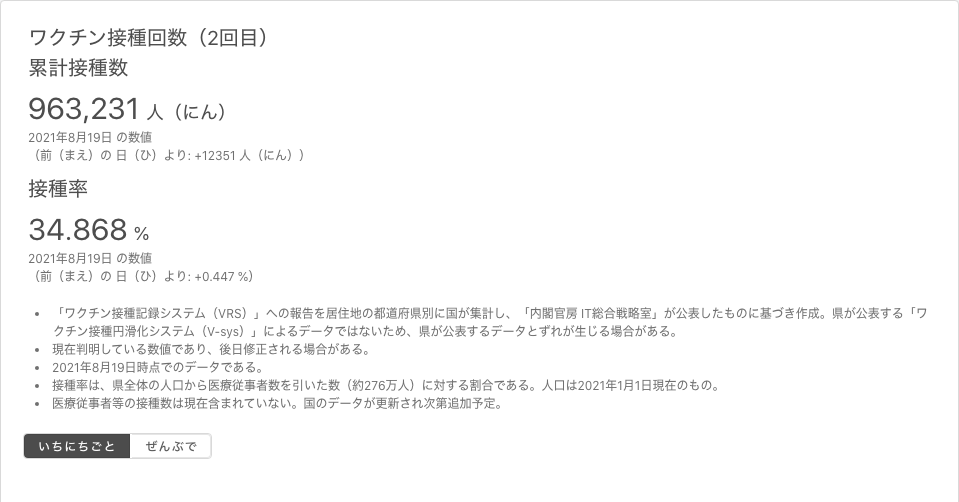 ワクチン接種回数（2回目）
累計接種数
963,231 人（にん）
2021年8月19日 の数値
（前（まえ）の 日（ひ）より: +12351 人（にん））
接種率
34.868 %
2021年8月19日 の数値
（前（まえ）の 日（ひ）より: +0.447 %）
• 「ワクチン接種記録システム（VRS）」への報告を居住地の都道府県別に国が集計し、「内閣官房 IT総合戦略室」が公表したものに基づき作成。県が公表する「ワ
クチン接種円滑化システム（V-sys）」によるデータではないため、県が公表するデータとずれが生じる場合がある。
• 現在判明している数値であり、後日修正される場合がある。
• 2021年8月19日時点でのデータである。
• 接種率は、県全体の人口から医療従事者数を引いた数（約276万人）に対する割合である。人口は2021年1月1日現在のもの。
• 医療従事者等の接種数は現在含まれていない。国のデータが更新され次第追加予定。
いちにちごと ぜんぶで